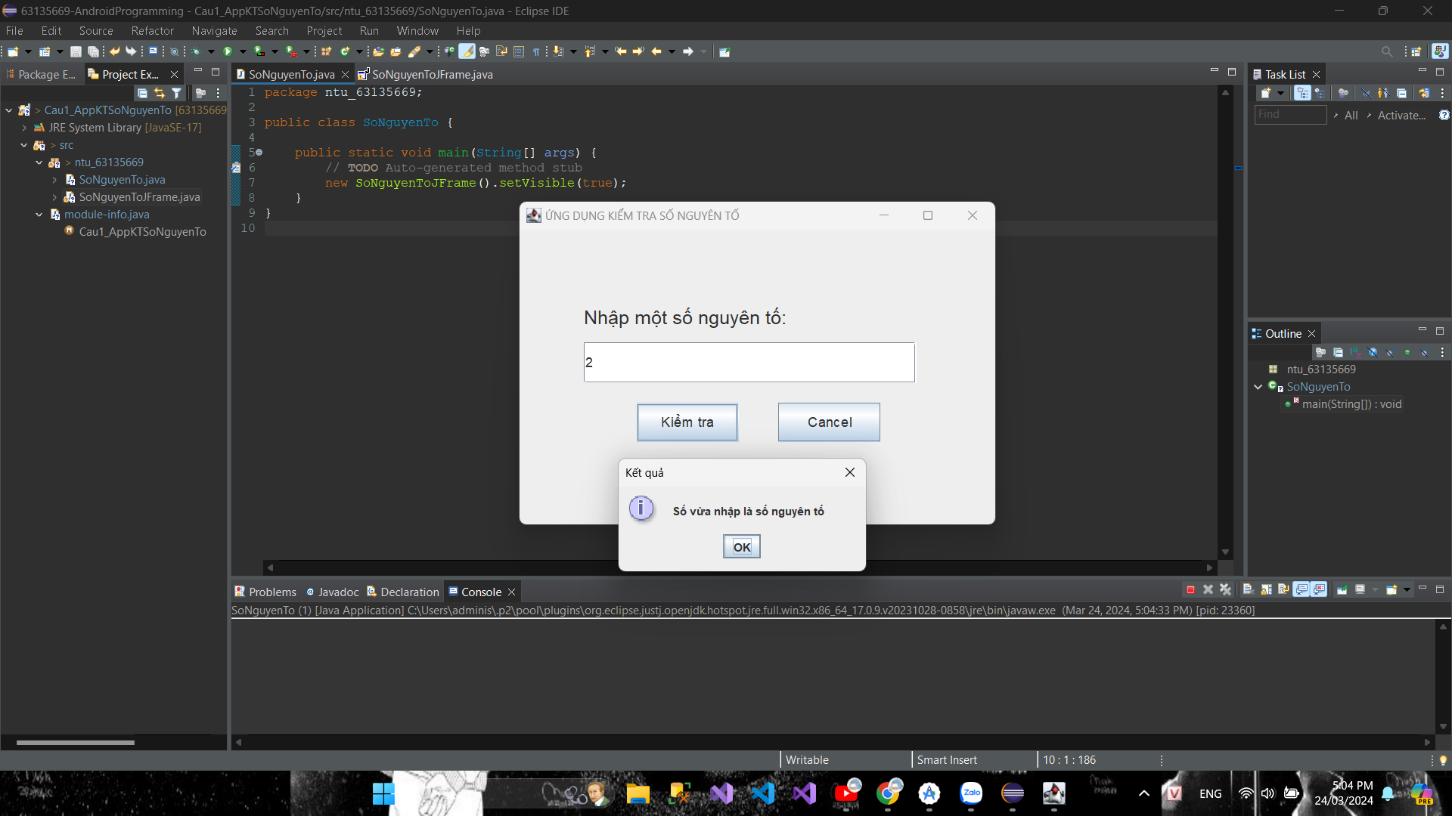 63135669-AndroidProgramming - Cau1_AppKTSoNguyenTo/src/ntu_63135669/SoNguyenTo.java - Eclipse IDE
File Edit Source Refactor Navigate Search Project Run Window Help
Package E... Project Ex...
SoNguyenTo.java SoNguyenToJFrame.java
Task List
> Cau1_AppKTSoNguyenTo [63135669
JRE System Library [JavaSE-17]
> src
> ntu_63135669
SoNguyenTo.java
SoNguyenToJFrame.java
module-info.java
Cau1_AppKTSoNguyenTo
1 package ntu_63135669;
2
3 public class SoNguyenTo {
4
5 public static void main(String[] args) {
6 // TODO Auto-generated method stub
7 new SoNguyenToJFrame().setVisible(true);
8 }
9 }
10
ỨNG DỤNG KIỂM TRA SỐ NGUYÊN TỐ
Nhập một số nguyên tố:
2
Kiểm tra Cancel
Kết quả
Số vừa nhập là số nguyên tố
OK
Find All Activate...
Outline
ntu_63135669
SoNguyenTo
main(String[]) : void
Problems Javadoc Declaration Console
SoNguyenTo (1) [Java Application] C:\Users\adminis\.p2\pool\plugins\org.eclipse.justj.openjdk.hotspot.jre.full.win32.x86_64_17.0.9.v20231028-0858\jre\bin\javaw.exe (Mar 24, 2024, 5:04:33 PM) [pid: 23360]
Writable Smart Insert 10 : 1 : 186
Zalo
V
ENG
5:04 PM
24/03/2024
PRE